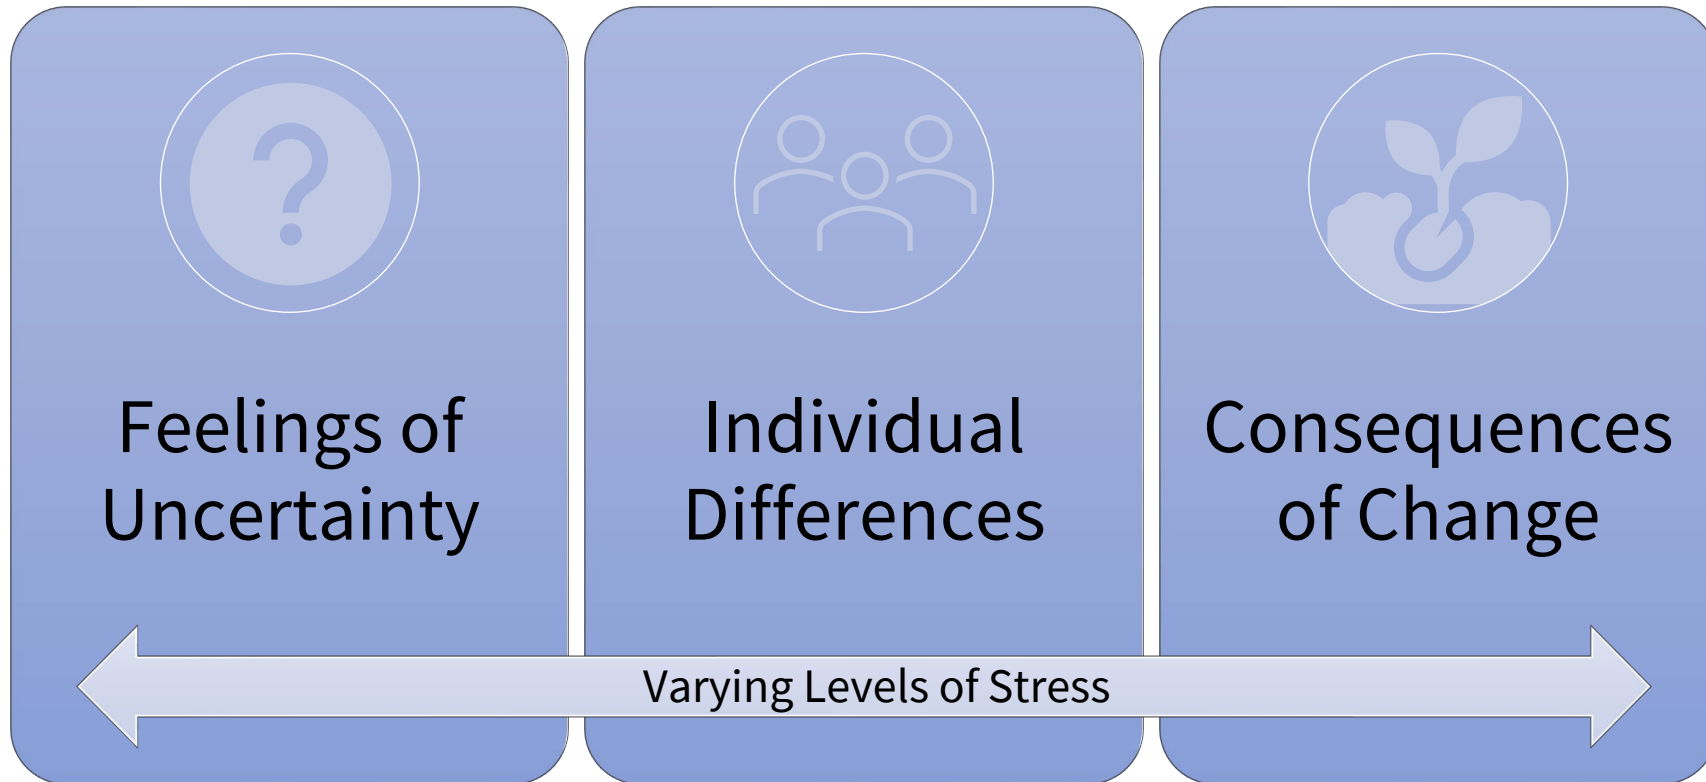 Feelings of
Uncertainty
Individual
Differences
Consequences
of Change
Varying Levels of Stress